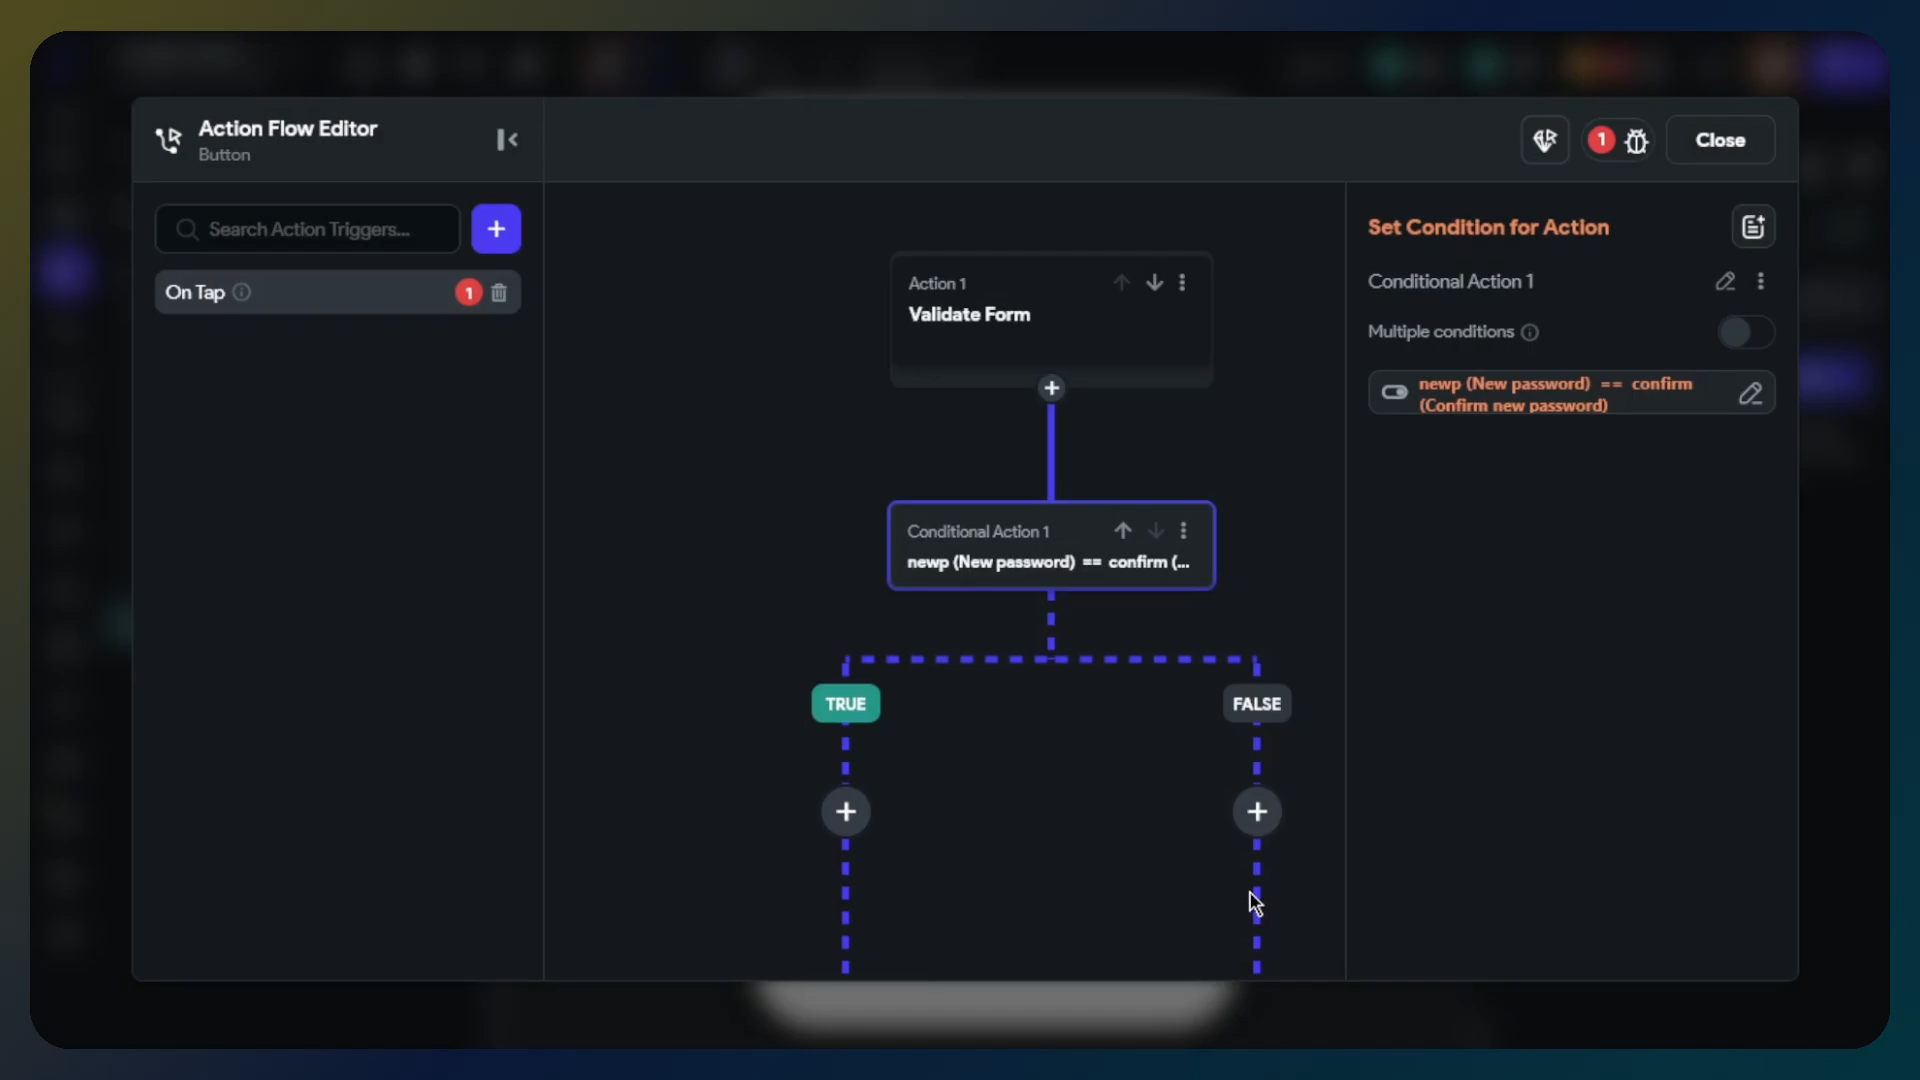 Action Flow Editor
Button
1
Close
Search Action Triggers...
On Tap
1
Action 1
Validate Form
Conditional Action 1
newp (New password) == confirm (...
TRUE
FALSE
Set Condition for Action
Conditional Action 1
Multiple conditions
newp (New password) == confirm
(Confirm new password)